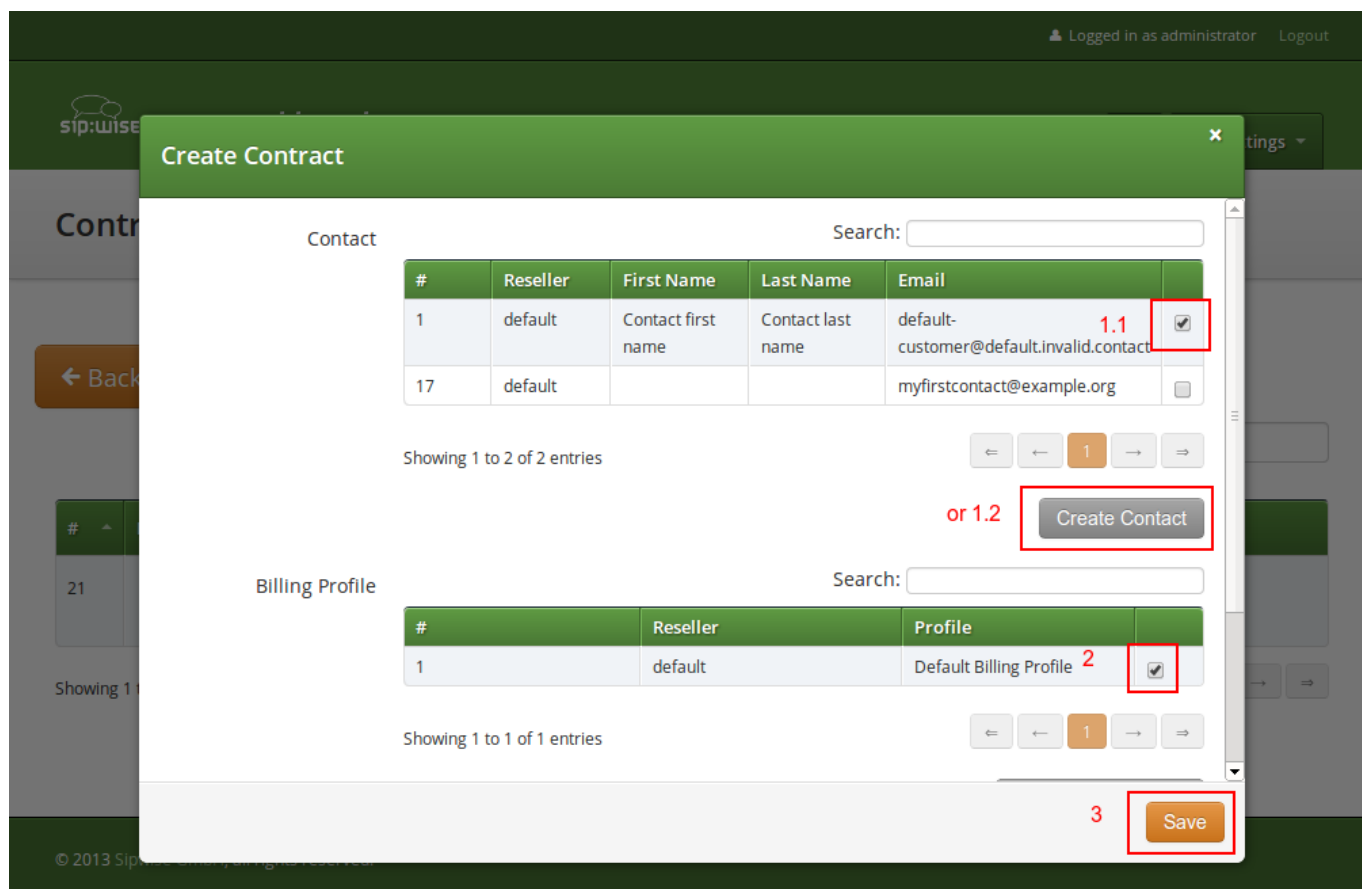 Logged in as administrator Logout
sip:wise
tings
Create Contract ×
Contr
Contact Search:
# Reseller First Name Last Name Email
1 default Contact first name Contact last name default-customer@default.invalid.contact 1.1
17 default myfirstcontact@example.org
← Back
Showing 1 to 2 of 2 entries ⇐ ← 1 → ⇒
or 1.2 Create Contact
#
21
Billing Profile Search:
# Reseller Profile
1 default Default Billing Profile 2
Showing 1 t → ⇒
Showing 1 to 1 of 1 entries ⇐ ← 1 → ⇒
3 Save
© 2013 Sip